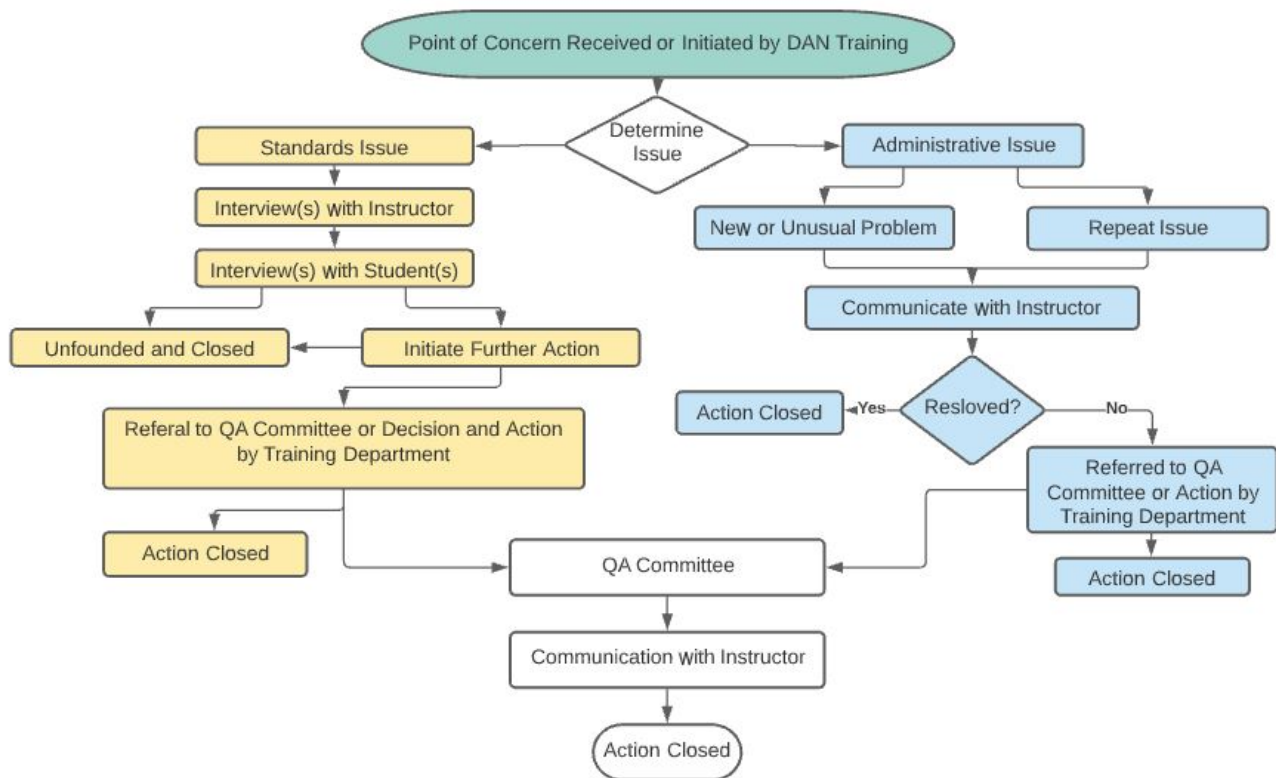 Point of Concern Received or Initiated by DAN Training
Determine
Issue
Standards Issue
Administrative Issue
Interview(s) with Instructor
New or Unusual Problem
Repeat Issue
Interview(s) with Student(s)
Communicate with Instructor
Unfounded and Closed
Initiate Further Action
Action Closed
Yes
Resloved?
No
Referal to QA Committee or Decision and Action
by Training Department
Referred to QA
Committee or Action by
Training Department
Action Closed
QA Committee
Action Closed
Communication with Instructor
Action Closed